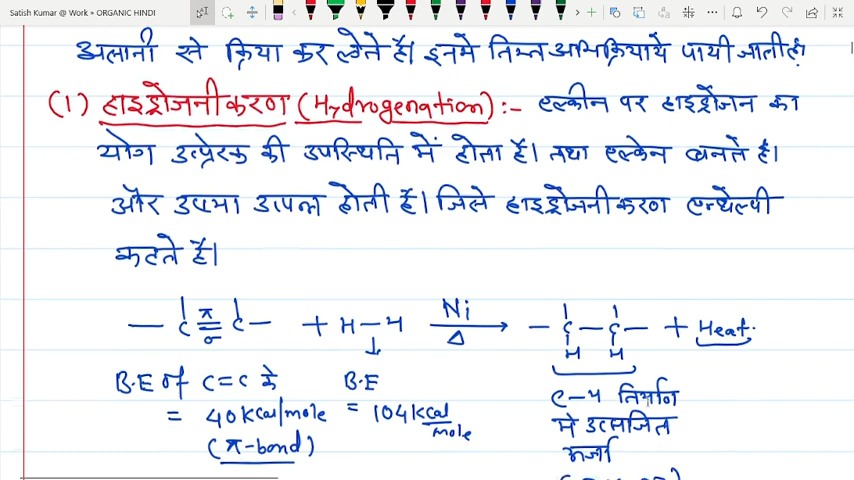 Satish Kumar @ Work » ORGANIC HINDI
असानी से क्रिया कर लेते है। इनमे निम्न अभिक्रियाये पायी जाती है।
(1) हाइड्रोजनीकरण (Hydrogenation) :- एल्कीन पर हाइड्रोजन का
योग उत्प्रेरक की उपस्थिति में होता है। तथा एल्केन बनते है।
और उष्मा उत्पन्न होती है। जिसे हाइड्रोजनीकरण एन्थेल्पी
कहते है।
— C π σ C — + H—H Ni Δ → — C — C — + Heat.
H H
B.E of C=C के B.E
= 40 kcal/mole = 104 kcal/mole
(π-bond)
C-H निर्माण
मे उत्सर्जित
ऊर्जा